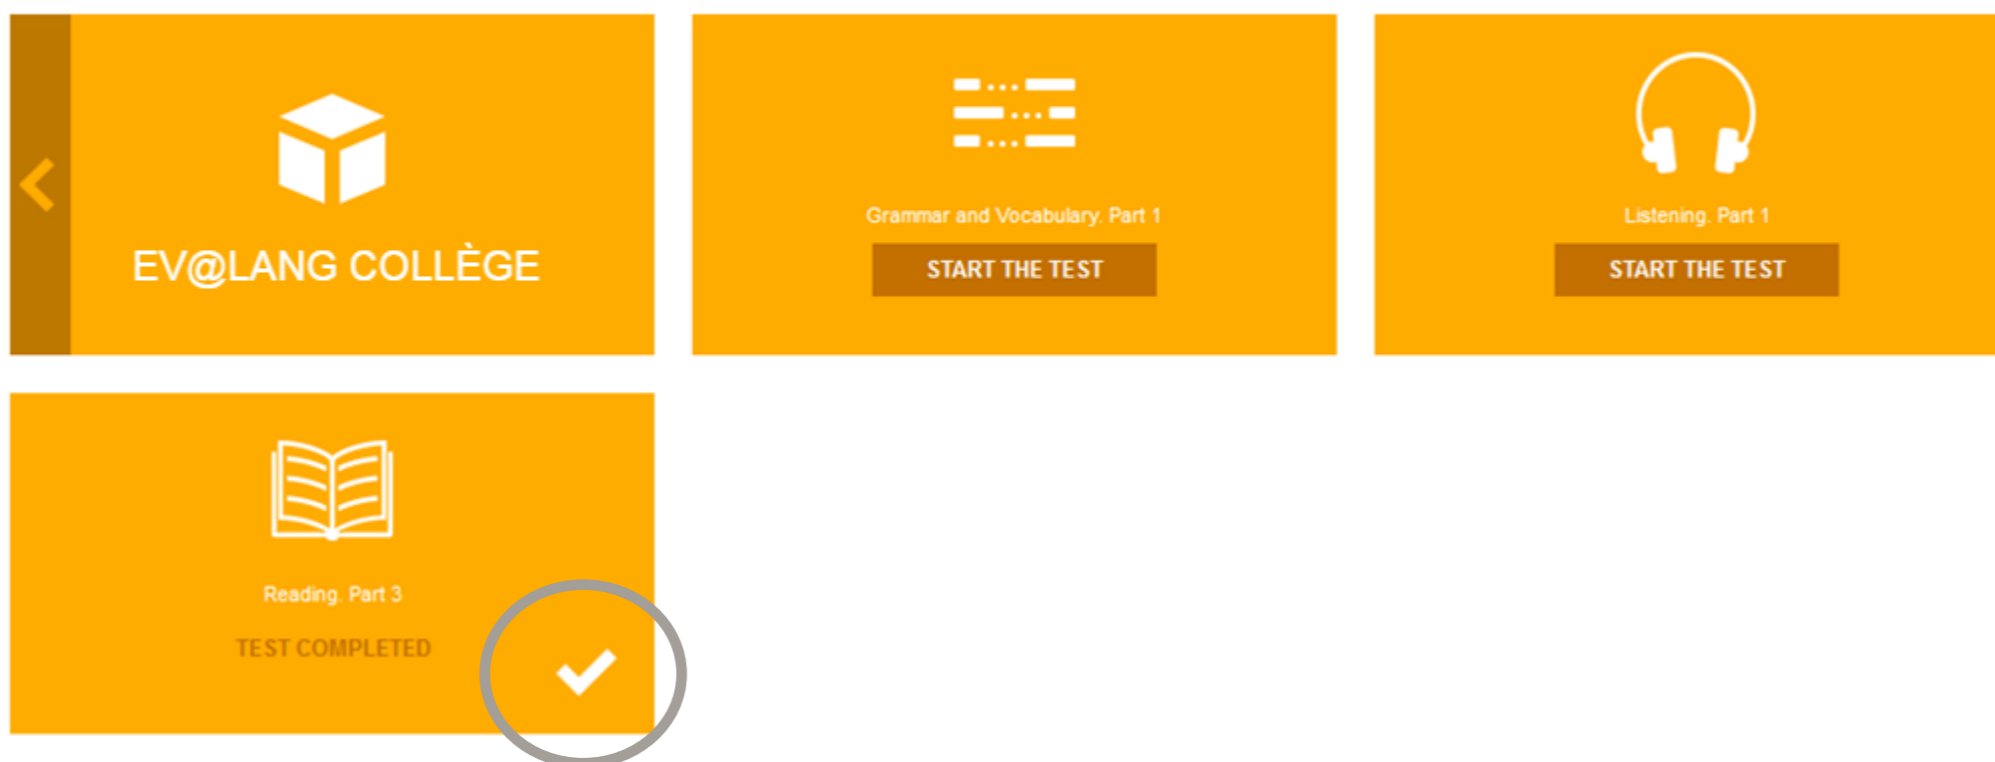 EV@LANG COLLÈGE
Grammar and Vocabulary. Part 1
START THE TEST
Listening. Part 1
START THE TEST
Reading. Part 3
TEST COMPLETED